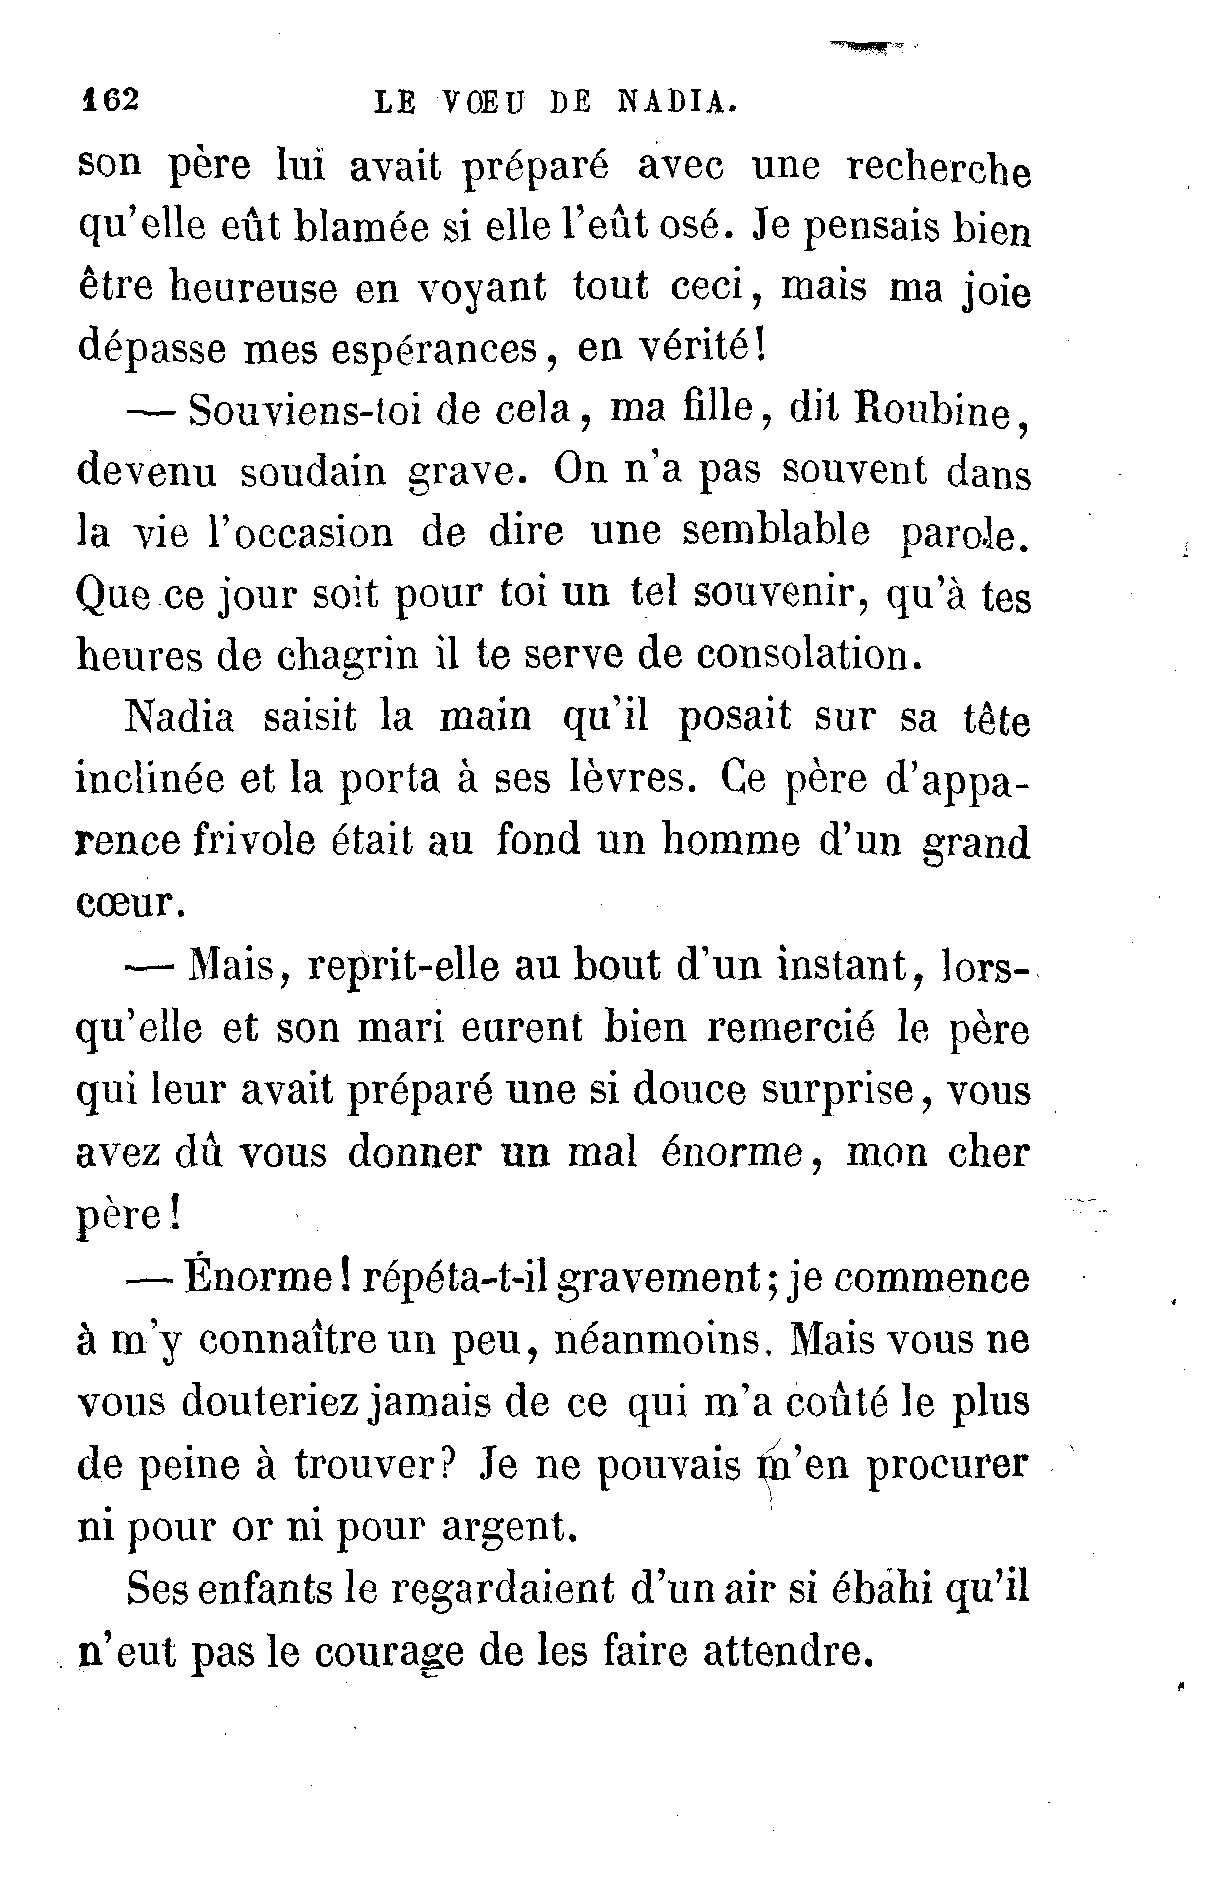 162 LE VŒU DE NADIA.
son père lui avait préparé avec une recherche
qu'elle eût blamée si elle l'eût osé. Je pensais bien
être heureuse en voyant tout ceci, mais ma joie
dépasse mes espérances, en vérité!
— Souviens-toi de cela, ma fille, dit Roubine,
devenu soudain grave. On n'a pas souvent dans
la vie l'occasion de dire une semblable parole.
Que ce jour soit pour toi un tel souvenir, qu'à tes
heures de chagrin il te serve de consolation.
Nadia saisit la main qu'il posait sur sa tête
inclinée et la porta à ses lèvres. Ce père d'appa-
rence frivole était au fond un homme d'un grand
cœur.
— Mais, reprit-elle au bout d'un instant, lors-
qu'elle et son mari eurent bien remercié le père
qui leur avait préparé une si douce surprise, vous
avez dû vous donner un mal énorme, mon cher
père!
— Énorme! répéta-t-il gravement; je commence
à m'y connaître un peu, néanmoins. Mais vous ne
vous douteriez jamais de ce qui m'a coûté le plus
de peine à trouver? Je ne pouvais m'en procurer
ni pour or ni pour argent.
Ses enfants le regardaient d'un air si ébahi qu'il
n'eut pas le courage de les faire attendre.